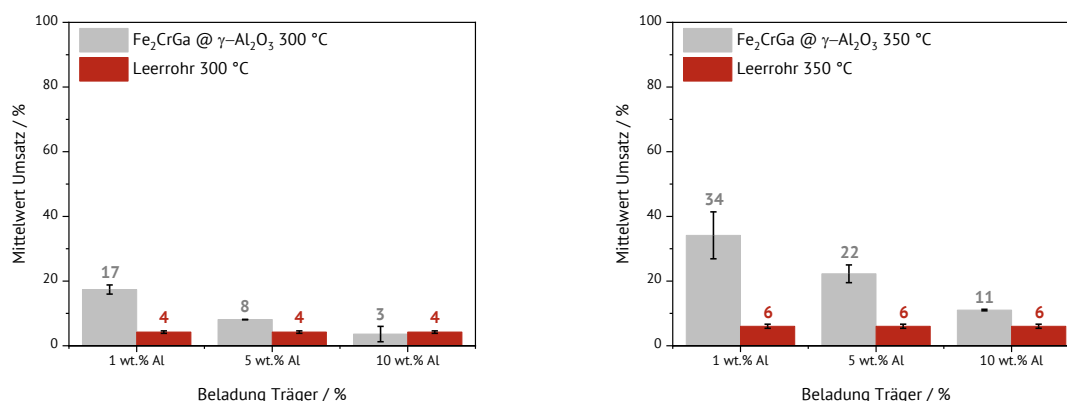 Fe₂CrGa @ γ–Al₂O₃ 300 °C
Leerrohr 300 °C
Mittelwert Umsatz / %
100
80
60
40
20
0
17
4
8
4
3
4
1 wt.% Al
5 wt.% Al
10 wt.% Al
Beladung Träger / %
Fe₂CrGa @ γ–Al₂O₃ 350 °C
Leerrohr 350 °C
Mittelwert Umsatz / %
100
80
60
40
20
0
34
6
22
6
11
6
1 wt.% Al
5 wt.% Al
10 wt.% Al
Beladung Träger / %